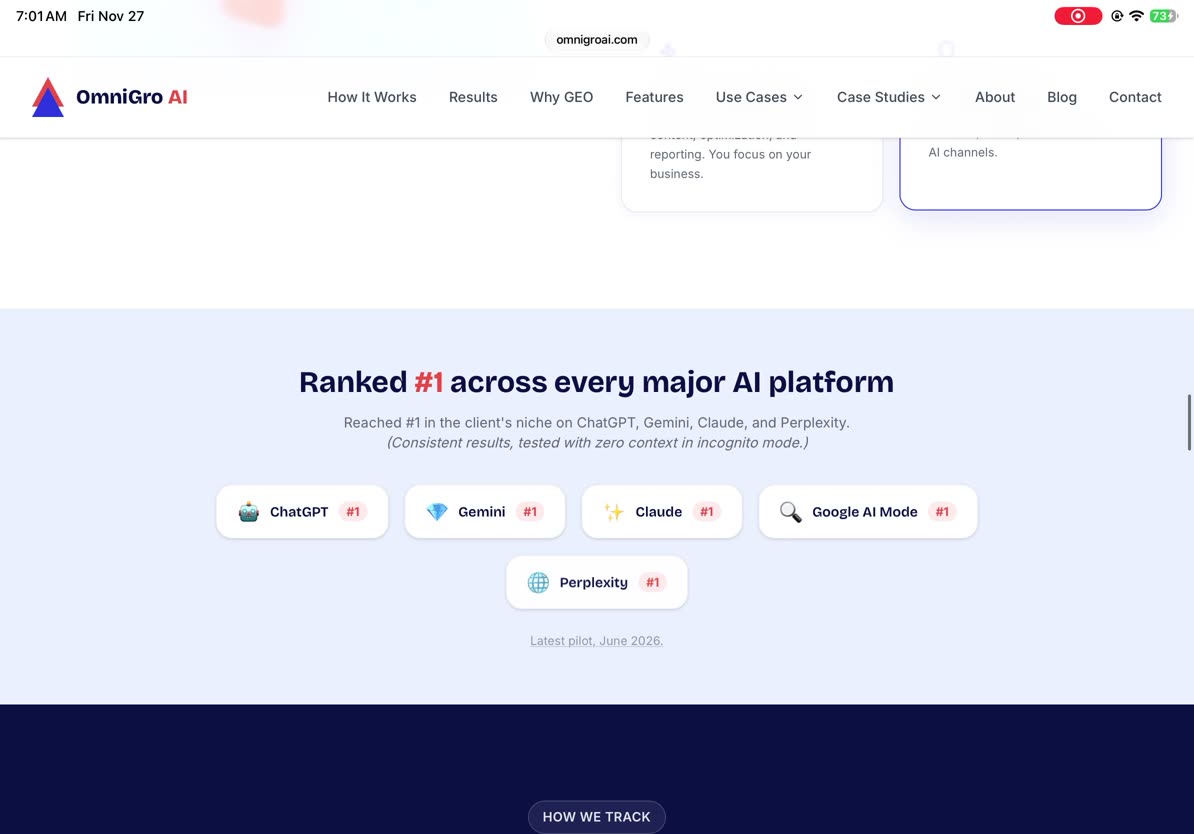 7:01 AM Fri Nov 27
73
omnigroai.com
OmniGro AI
How It Works
Results
Why GEO
Features
Use Cases
Case Studies
About
Blog
Contact
reporting. You focus on your
business.
AI channels.
Ranked #1 across every major AI platform
Reached #1 in the client's niche on ChatGPT, Gemini, Claude, and Perplexity.
(Consistent results, tested with zero context in incognito mode.)
ChatGPT #1
Gemini #1
Claude #1
Google AI Mode #1
Perplexity #1
Latest pilot, June 2026.
HOW WE TRACK